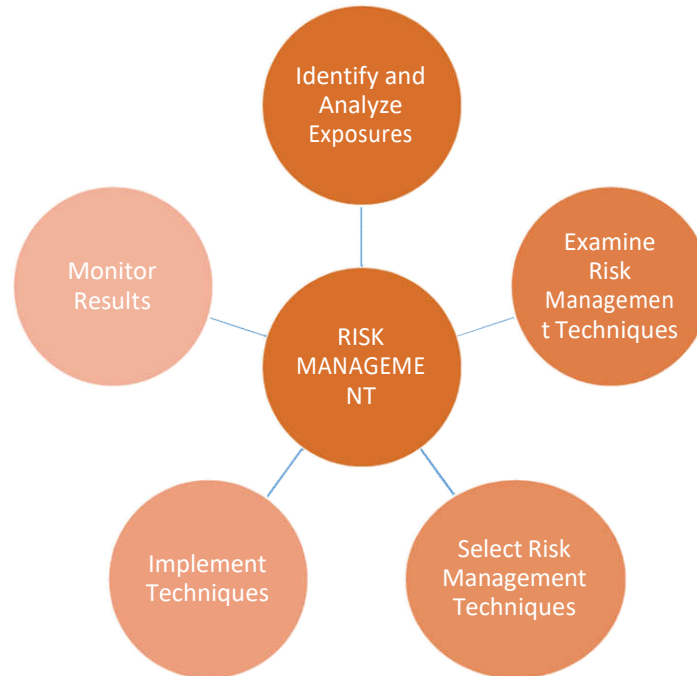 Identify and
Analyze
Exposures
Examine
Risk
Managemen
t Techniques
Monitor
Results
RISK
MANAGEME
NT
Select Risk
Management
Techniques
Implement
Techniques